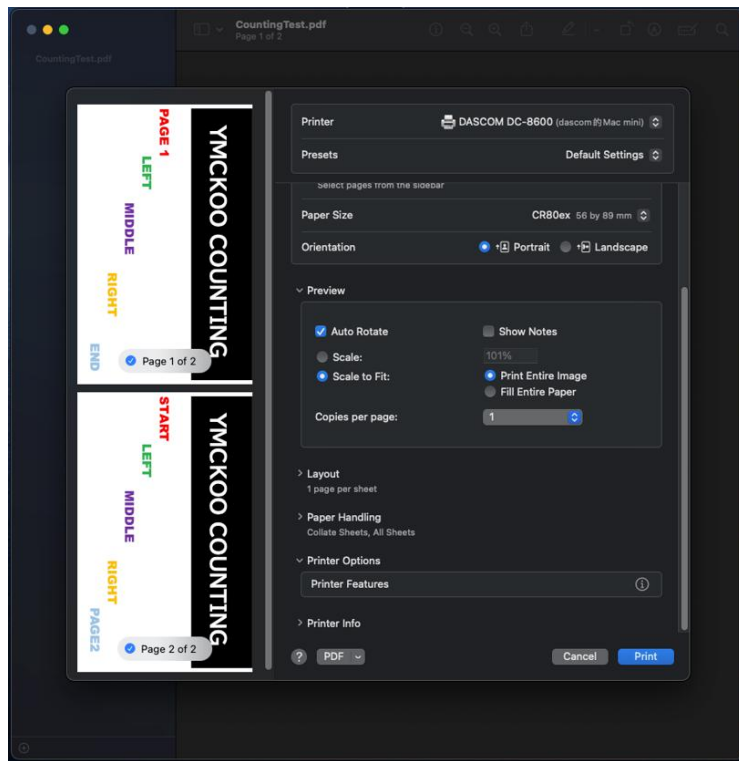 CountingTest.pdf
Page 1 of 2
CountingTest.pdf
PAGE 1
LEFT
MIDDLE
RIGHT
END
YMCKOO COUNTING
Page 1 of 2
START
LEFT
MIDDLE
RIGHT
PAGE2
YMCKOO COUNTING
Page 2 of 2
Printer DASCOM DC-8600 (dascom的Mac mini)
Presets Default Settings
Select pages from the sidebar
Paper Size CR80ex 56 by 89 mm
Orientation Portrait Landscape
Preview
Auto Rotate Show Notes
Scale: 101%
Scale to Fit: Print Entire Image
Fill Entire Paper
Copies per page: 1
Layout
1 page per sheet
Paper Handling
Collate Sheets, All Sheets
Printer Options
Printer Features
Printer Info
? PDF Cancel Print